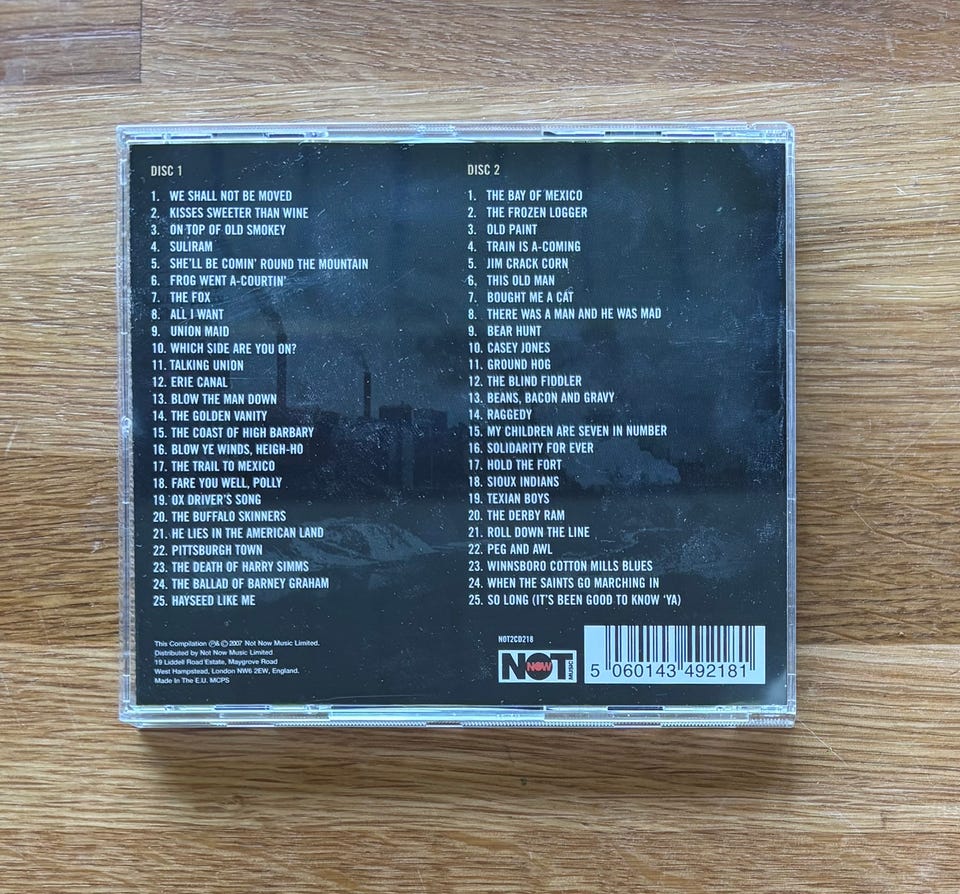 DISC 1
1. WE SHALL NOT BE MOVED
2. KISSES SWEETER THAN WINE
3. ON TOP OF OLD SMOKEY
4. SULIRAM
5. SHE'LL BE COMIN' ROUND THE MOUNTAIN
6. FROG WENT A-COURTIN'
7. THE FOX
8. ALL I WANT
9. UNION MAID
10. WHICH SIDE ARE YOU ON?
11. TALKING UNION
12. ERIE CANAL
13. BLOW THE MAN DOWN
14. THE GOLDEN VANITY
15. THE COAST OF HIGH BARBARY
16. BLOW YE WINDS, HEIGH-HO
17. THE TRAIL TO MEXICO
18. FARE YOU WELL, POLLY
19. OX DRIVER'S SONG
20. THE BUFFALO SKINNERS
21. HE LIES IN THE AMERICAN LAND
22. PITTSBURGH TOWN
23. THE DEATH OF HARRY SIMMS
24. THE BALLAD OF BARNEY GRAHAM
25. HAYSEED LIKE ME
DISC 2
1. THE BAY OF MEXICO
2. THE FROZEN LOGGER
3. OLD PAINT
4. TRAIN IS A-COMING
5. JIM CRACK CORN
6. THIS OLD MAN
7. BOUGHT ME A CAT
8. THERE WAS A MAN AND HE WAS MAD
9. BEAR HUNT
10. CASEY JONES
11. GROUND HOG
12. THE BLIND FIDDLER
13. BEANS, BACON AND GRAVY
14. RAGGEDY
15. MY CHILDREN ARE SEVEN IN NUMBER
16. SOLIDARITY FOR EVER
17. HOLD THE FORT
18. SIOUX INDIANS
19. TEXIAN BOYS
20. THE DERBY RAM
21. ROLL DOWN THE LINE
22. PEG AND AWL
23. WINNSBORO COTTON MILLS BLUES
24. WHEN THE SAINTS GO MARCHING IN
25. SO LONG (IT'S BEEN GOOD TO KNOW 'YA)
This Compilation ℗& © 2007 Not Now Music Limited.
Distributed by Not Now Music Limited
19 Liddell Road Estate, Maygrove Road
West Hampstead, London NW6 2EW, England.
Made In The E.U. MCPS
NOT2CD218
NOT NOW MUSIC
5 060143 492181